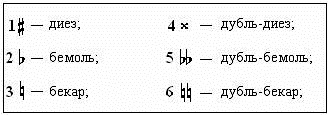 1 ♯ — диез; 4 𝄪 — дубль-диез;
2 ♭ — бемоль; 5 ♭♭ — дубль-бемоль;
3 ♮ — бекар; 6 ♮♮ — дубль-бекар;